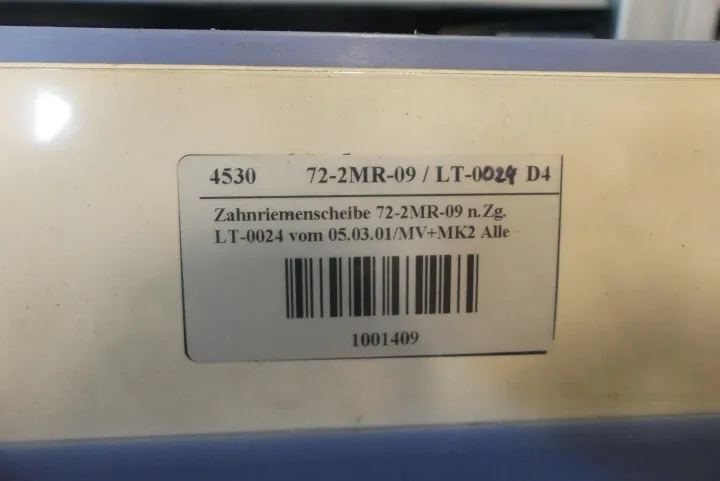 4530 72-2MR-09 / LT-0024 D4
Zahnriemenscheibe 72-2MR-09 n.Zg.
LT-0024 vom 05.03.01/MV+MK2 Alle
1001409